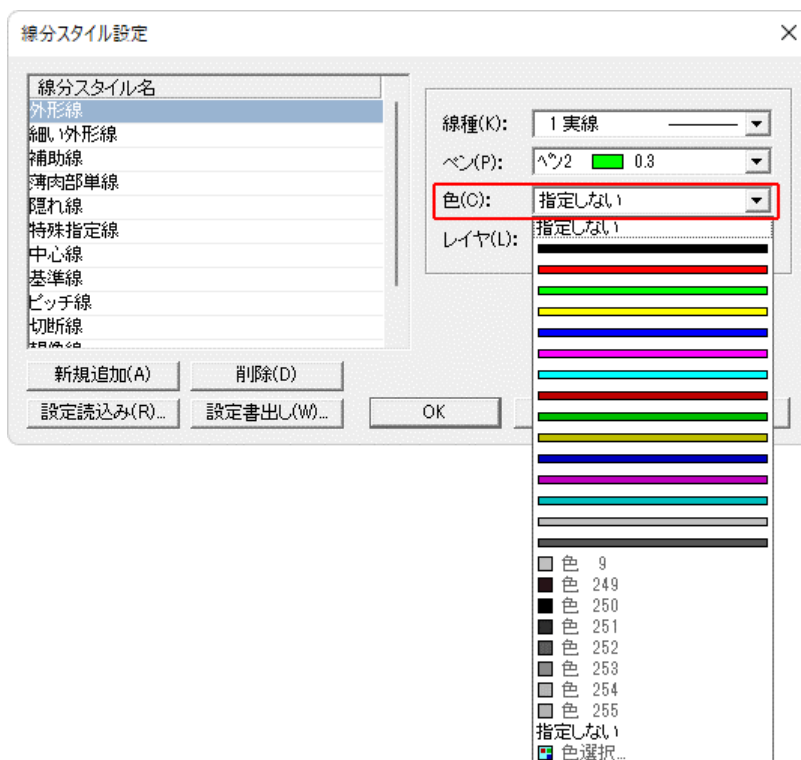 線分スタイル設定
線分スタイル名
外形線
細い外形線
補助線
薄肉部単線
隠れ線
特殊指定線
中心線
基準線
ピッチ線
切断線
想像線
新規追加(A)
削除(D)
設定読込み(R)...
設定書出し(W)...
OK
線種(K):
1 実線
ペン(P):
ペン2 0.3
色(C):
指定しない
レイヤ(L):
指定しない
色 9
色 249
色 250
色 251
色 252
色 253
色 254
色 255
指定しない
色選択...